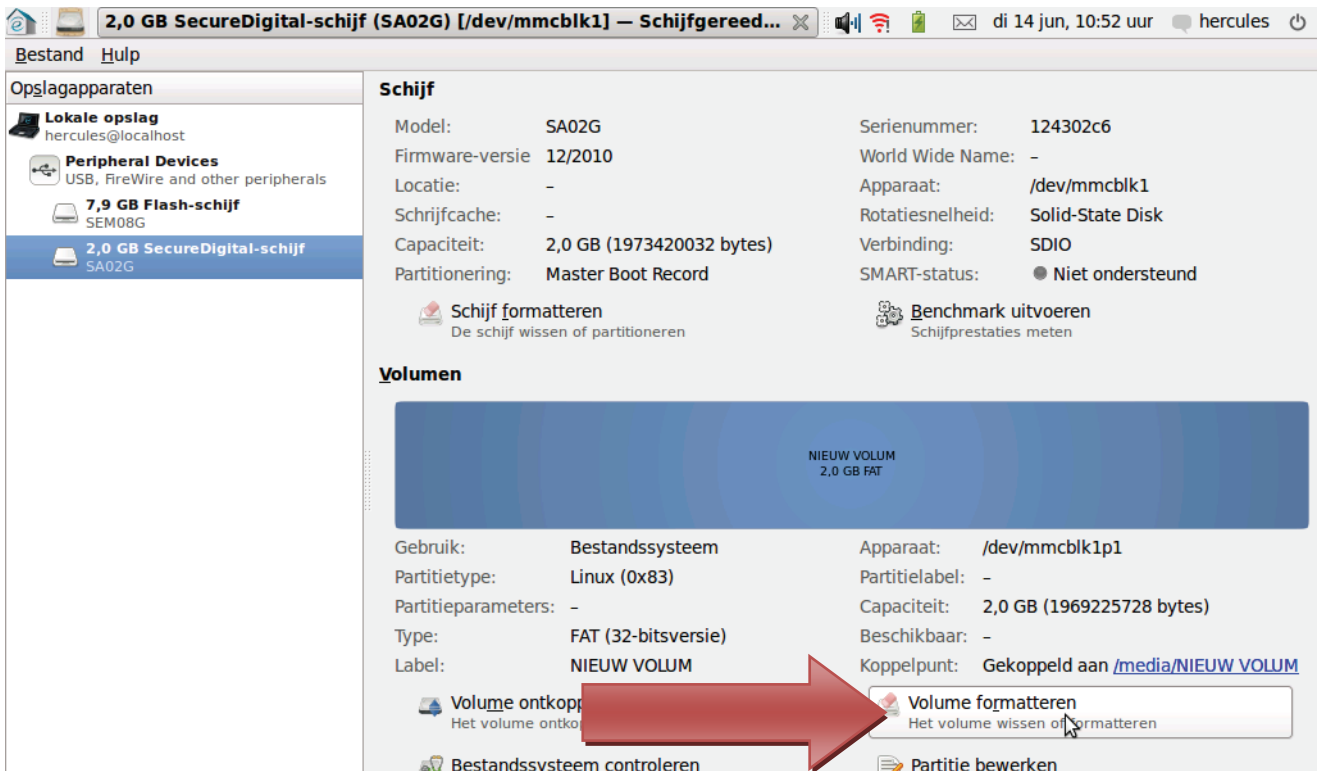 2,0 GB SecureDigital-schijf (SA02G) [/dev/mmcblk1] — Schijfgereed... di 14 jun, 10:52 uur hercules
Bestand Hulp
Opslagapparaten
Lokale opslag
hercules@localhost
Peripheral Devices
USB, FireWire and other peripherals
7,9 GB Flash-schijf
SEM08G
2,0 GB SecureDigital-schijf
SA02G
Schijf
Model: SA02G Serienummer: 124302c6
Firmware-versie 12/2010 World Wide Name: –
Locatie: – Apparaat: /dev/mmcblk1
Schrijfcache: – Rotatiesnelheid: Solid-State Disk
Capaciteit: 2,0 GB (1973420032 bytes) Verbinding: SDIO
Partitionering: Master Boot Record SMART-status: Niet ondersteund
Schijf formatteren Benchmark uitvoeren
De schijf wissen of partitioneren Schijfprestaties meten
Volumen
NIEUW VOLUM
2,0 GB FAT
Gebruik: Bestandssysteem Apparaat: /dev/mmcblk1p1
Partitietype: Linux (0x83) Partitielabel: –
Partitieparameters: – Capaciteit: 2,0 GB (1969225728 bytes)
Type: FAT (32-bitsversie) Beschikbaar: –
Label: NIEUW VOLUM Koppelpunt: Gekoppeld aan /media/NIEUW VOLUM
Volume Volume formatteren
Het volume Het volume wissen of formatteren
Bestandssysteem controleren Partitie bewerken